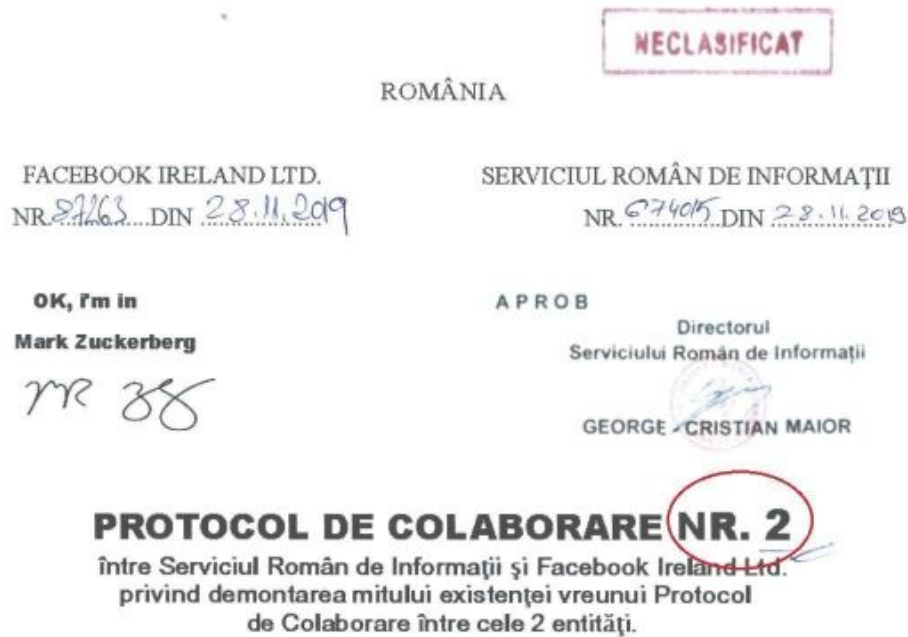 NECLASIFICAT
ROMÂNIA
FACEBOOK IRELAND LTD.
NR. 87263 DIN 28.11.2019
SERVICIUL ROMÂN DE INFORMAŢII
NR. 674015 DIN 28.11.2019
OK, i'm in
Mark Zuckerberg
APROB
Directorul
Serviciului Român de Informaţii
GEORGE - CRISTIAN MAIOR
PROTOCOL DE COLABORARE NR. 2
între Serviciul Român de Informaţii şi Facebook Ireland Ltd.
privind demontarea mitului existenţei vreunui Protocol
de Colaborare între cele 2 entităţi.